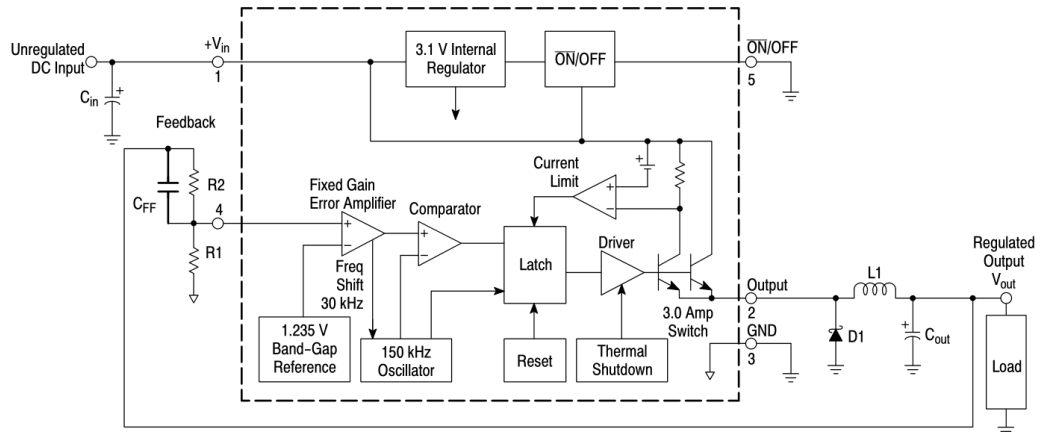 Unregulated
DC Input
+Vin
1
Cin
+
3.1 V Internal
Regulator
ON/OFF
ON/OFF
5
Feedback
CFF
R2
4
R1
Fixed Gain
Error Amplifier
+
−
Comparator
+
−
Current
Limit
+
−
+
Freq
Shift
30 kHz
Latch
Driver
1.235 V
Band−Gap
Reference
150 kHz
Oscillator
Reset
Thermal
Shutdown
3.0 Amp
Switch
Output
2
GND
3
D1
L1
+
Cout
Regulated
Output
Vout
Load